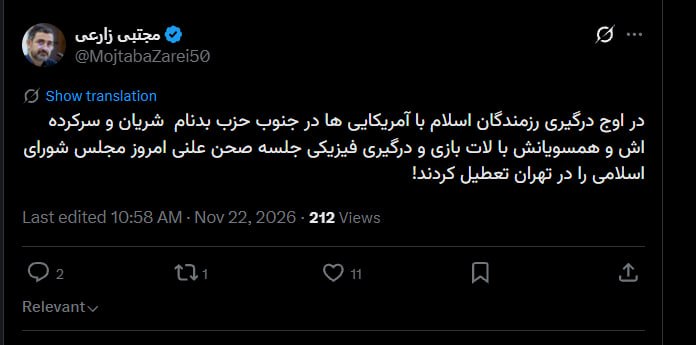 مجتبی زارعی
@MojtabaZarei50
Show translation
در اوج درگیری رزمندگان اسلام با آمریکایی ها در جنوب حزب بدنام شریان و سرکرده
اش و همسویانش با لات بازی و درگیری فیزیکی جلسه صحن علنی امروز مجلس شورای
اسلامی را در تهران تعطیل کردند!
Last edited 10:58 AM · Nov 22, 2026 · 212 Views
2 1 11
Relevant